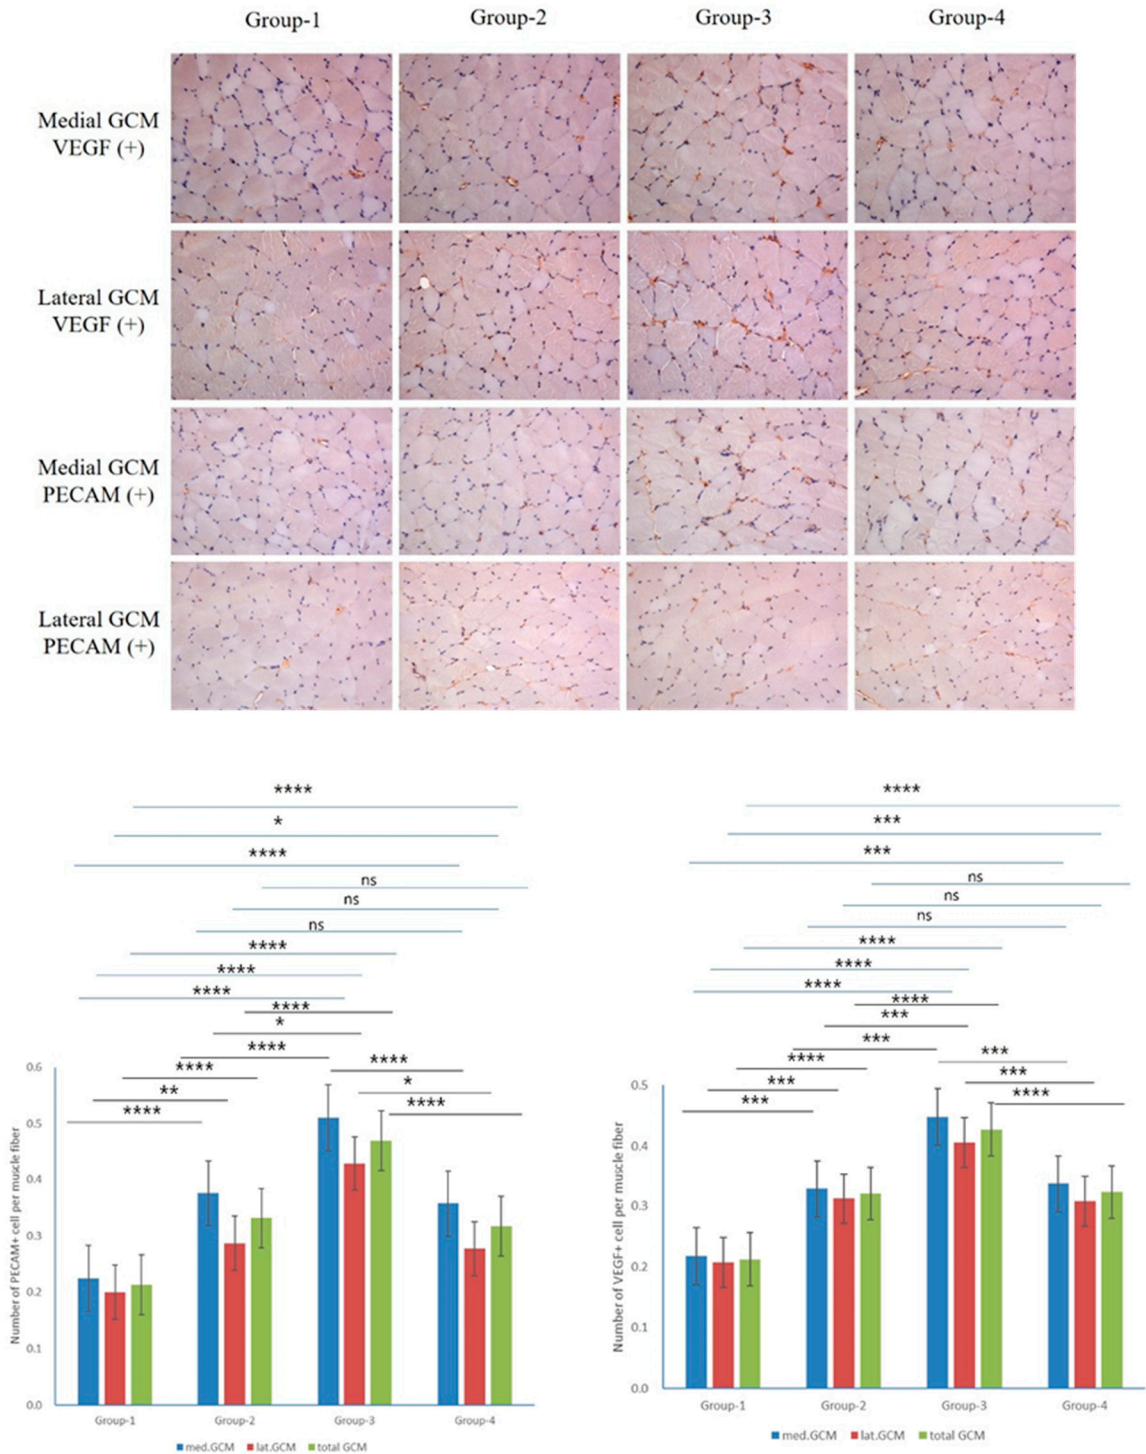 Group-1 Group-2 Group-3 Group-4
Medial GCM
VEGF (+)
Lateral GCM
VEGF (+)
Medial GCM
PECAM (+)
Lateral GCM
PECAM (+)
****
*
****
ns
ns
ns
****
****
****
****
*
****
****
**
****
****
*
****
Number of PECAM+ cell per muscle fiber
0.6
0.5
0.4
0.3
0.2
0.1
0.0
Group-1 Group-2 Group-3 Group-4
med.GCM lat.GCM total GCM
****
***
***
ns
ns
ns
****
****
****
****
***
***
****
***
***
***
***
****
Number of VEGF+ cell per muscle fiber
0.5
0.4
0.3
0.2
0.1
0.0
Group-1 Group-2 Group-3 Group-4
med.GCM lat.GCM total GCM